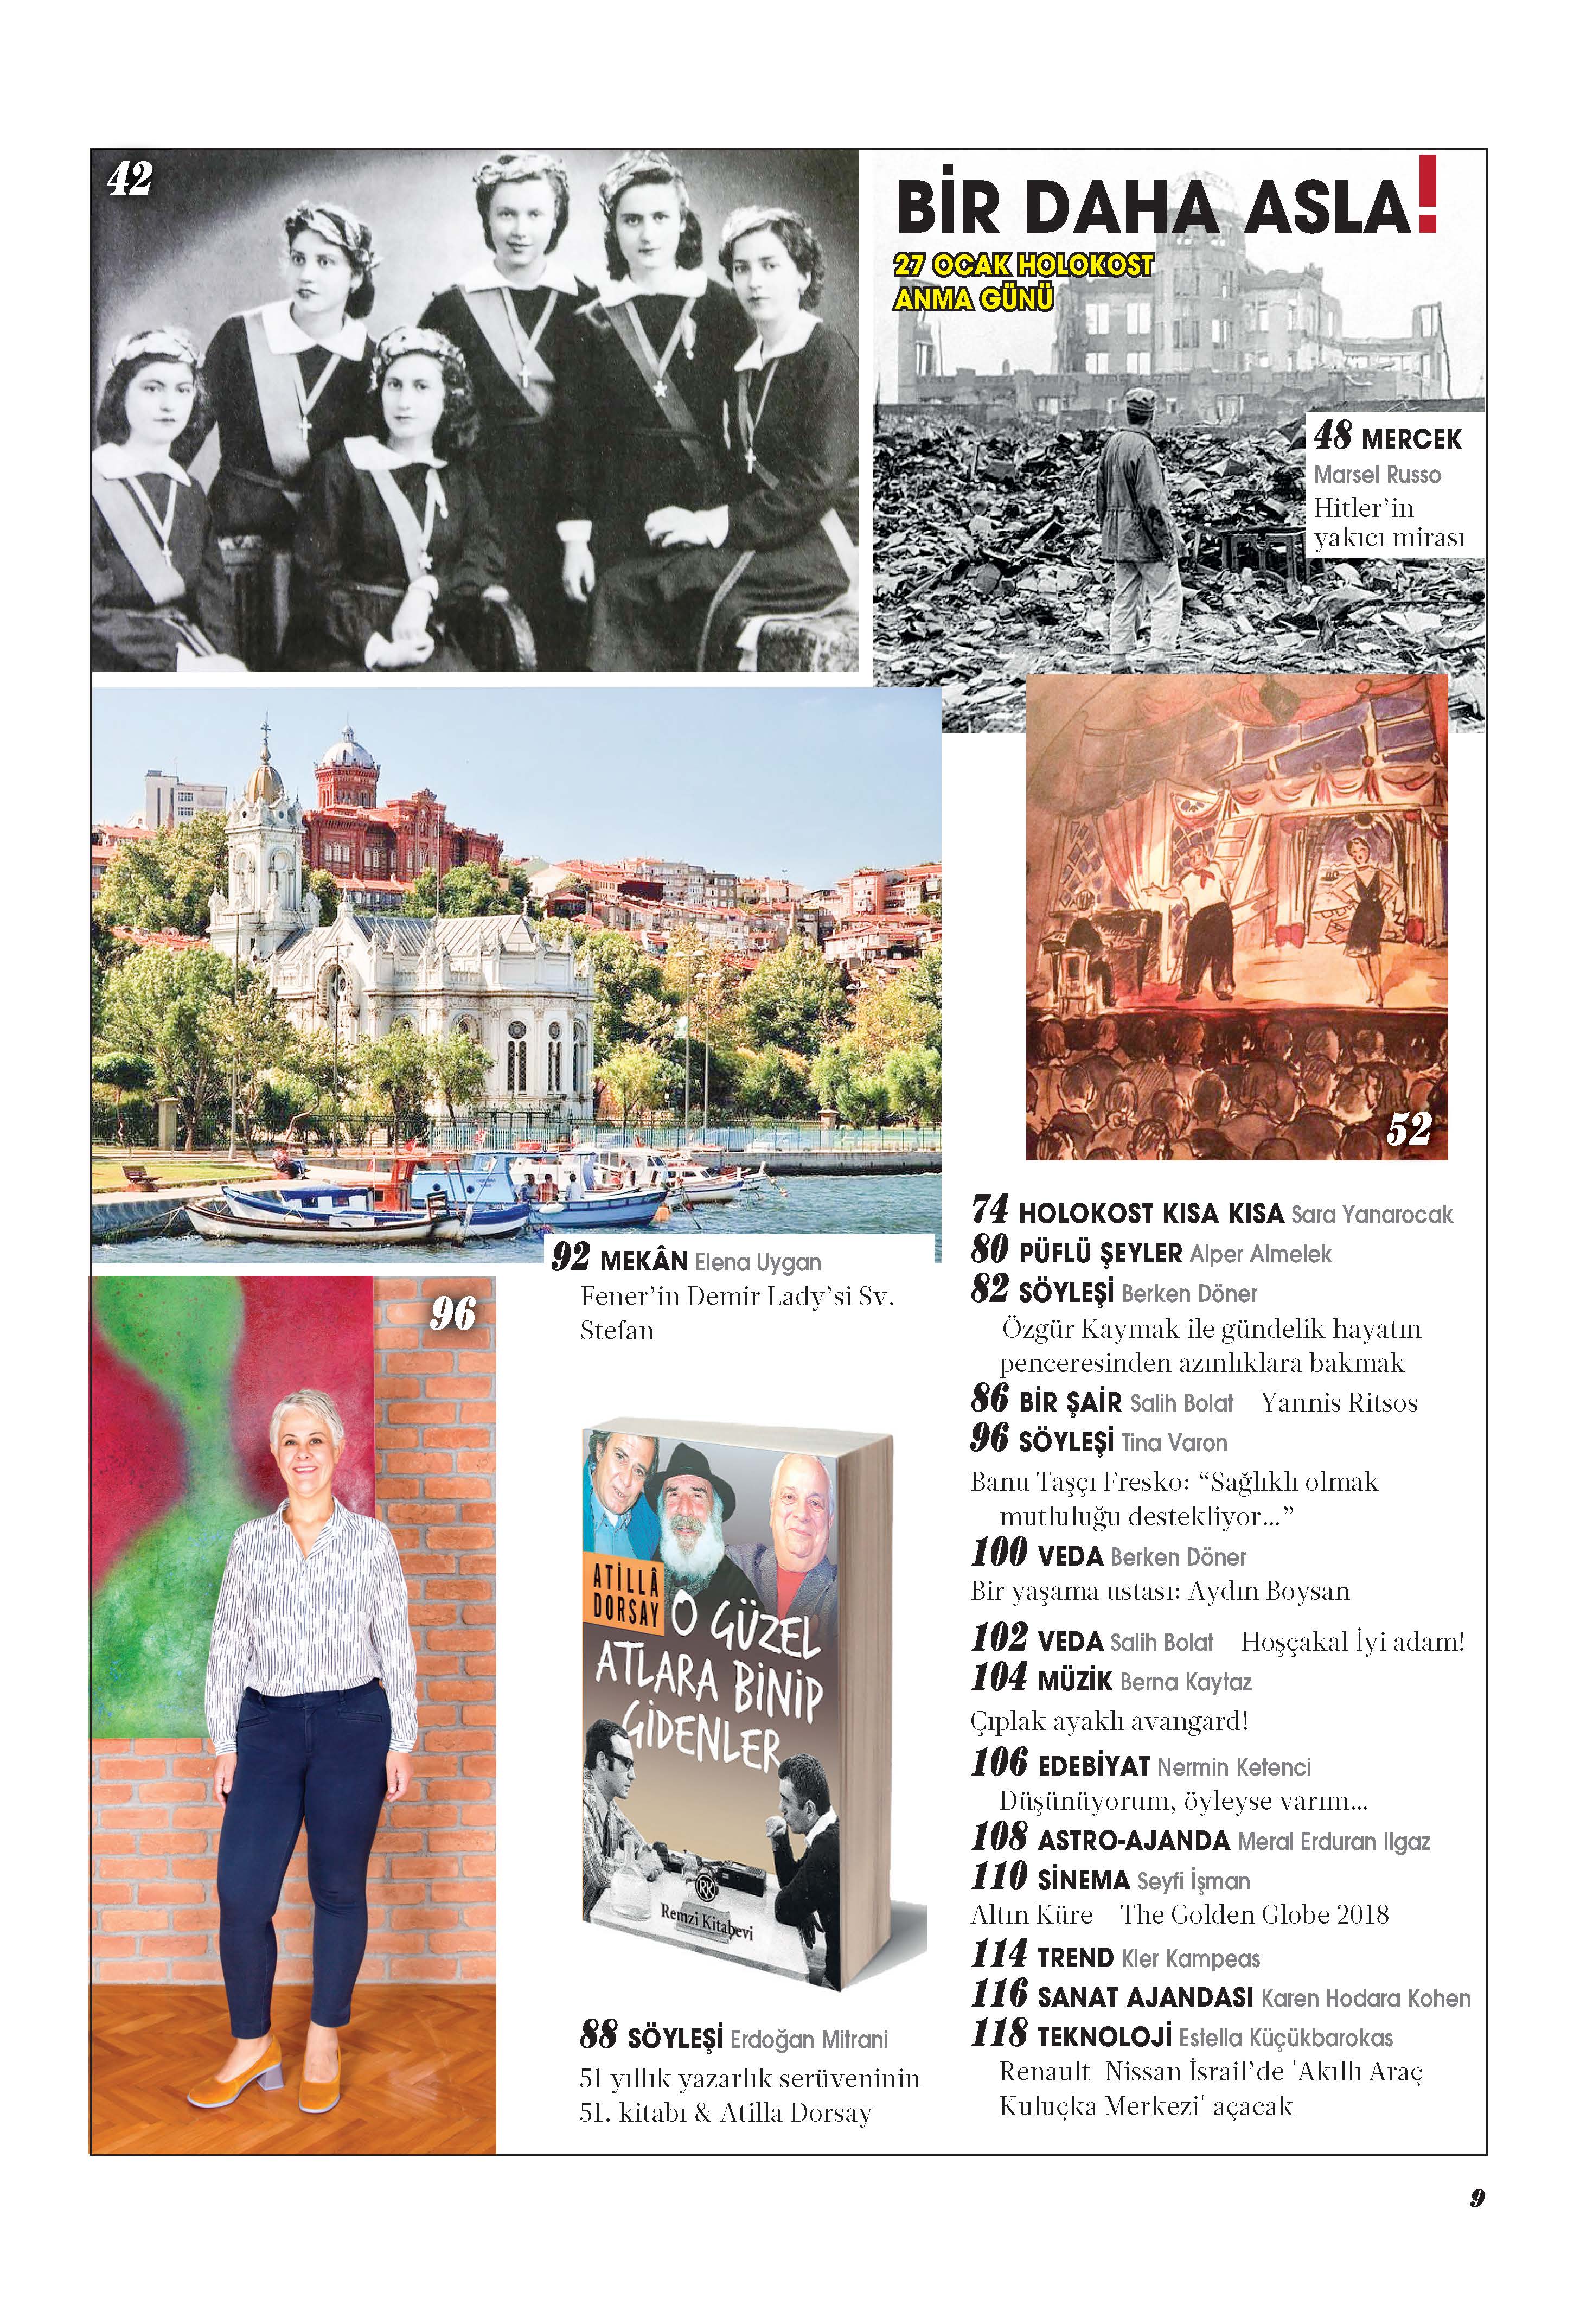 42
BİR DAHA ASLA!
27 OCAK HOLOKOST
ANMA GÜNÜ
48 MERCEK
Marsel Russo
Hitler’in
yakıcı mirası
52
92 MEKÂN Elena Uygan
Fener’in Demir Lady’si Sv.
Stefan
96
ATİLLÂ
DORSAY
O GÜZEL
ATLARA BİNİP
GİDENLER
RK
Remzi Kitabevi
88 SÖYLEŞİ Erdoğan Mitrani
51 yıllık yazarlık serüveninin
51. kitabı & Atilla Dorsay
74 HOLOKOST KISA KISA Sara Yanarocak
80 PÜFLÜ ŞEYLER Alper Almelek
82 SÖYLEŞİ Berken Döner
Özgür Kaymak ile gündelik hayatın
penceresinden azınlıklara bakmak
86 BİR ŞAİR Salih Bolat Yannis Ritsos
96 SÖYLEŞİ Tina Varon
Banu Taşçı Fresko: “Sağlıklı olmak
mutluluğu destekliyor...”
100 VEDA Berken Döner
Bir yaşama ustası: Aydın Boysan
102 VEDA Salih Bolat Hoşçakal İyi adam!
104 MÜZİK Berna Kaytaz
Çıplak ayaklı avangard!
106 EDEBİYAT Nermin Ketenci
Düşünüyorum, öyleyse varım...
108 ASTRO-AJANDA Meral Erduran Ilgaz
110 SİNEMA Seyfi İşman
Altın Küre The Golden Globe 2018
114 TREND Kler Kampeas
116 SANAT AJANDASI Karen Hodara Kohen
118 TEKNOLOJİ Estella Küçükbarokas
Renault Nissan İsrail’de 'Akıllı Araç
Kuluçka Merkezi' açacak
9